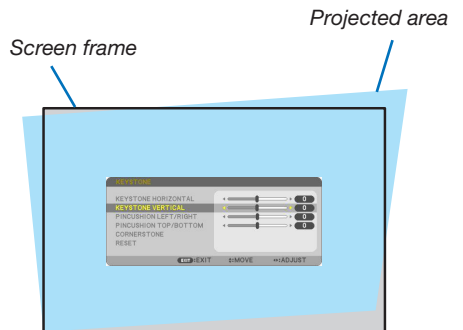 Projected area
Screen frame
KEYSTONE
KEYSTONE HORIZONTAL 0
KEYSTONE VERTICAL 0
PINCUSHION LEFT/RIGHT 0
PINCUSHION TOP/BOTTOM 0
CORNERSTONE
RESET
EXIT :EXIT ↕:MOVE ↔:ADJUST